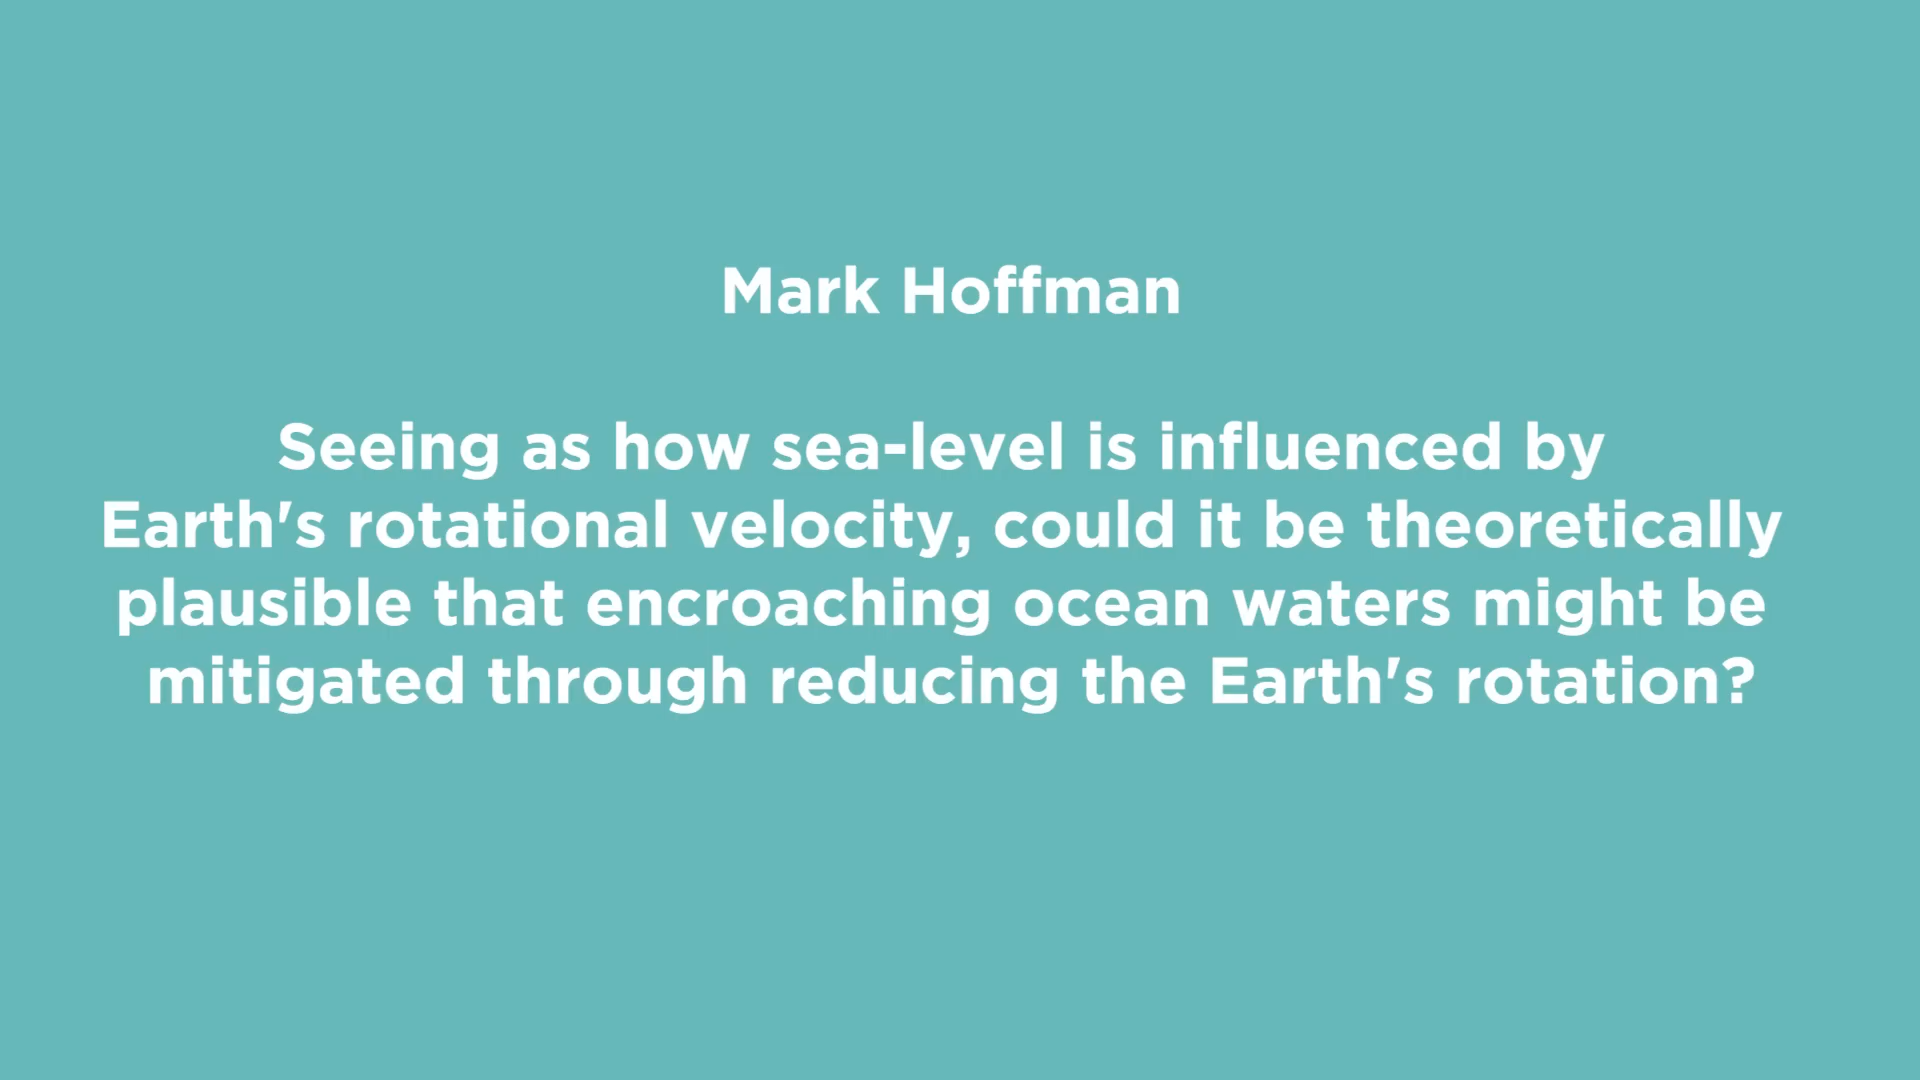 Mark Hoffman
Seeing as how sea-level is influenced by
Earth's rotational velocity, could it be theoretically
plausible that encroaching ocean waters might be
mitigated through reducing the Earth's rotation?